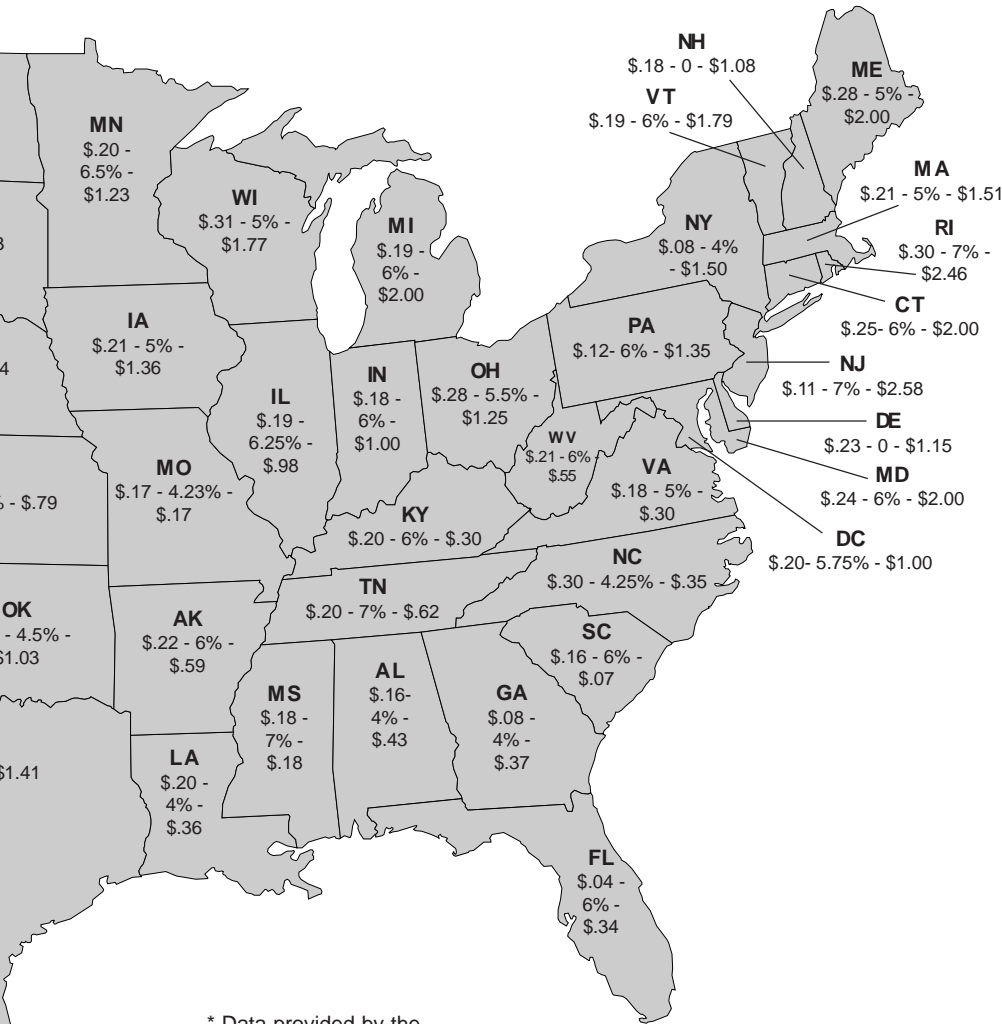 NH
$.18 - 0 - $1.08
VT
$.19 - 6% - $1.79
ME
$.28 - 5% -
$2.00
MN
$.20 -
6.5% -
$1.23
WI
$.31 - 5% -
$1.77
MI
$.19 -
6% -
$2.00
NY
$.08 - 4%
- $1.50
MA
$.21 - 5% - $1.51
RI
$.30 - 7% -
$2.46
CT
$.25- 6% - $2.00
IA
$.21 - 5% -
$1.36
PA
$.12- 6% - $1.35
NJ
$.11 - 7% - $2.58
IL
$.19 -
6.25% -
$.98
IN
$.18 -
6% -
$1.00
OH
$.28 - 5.5% -
$1.25
DE
$.23 - 0 - $1.15
MD
$.24 - 6% - $2.00
DC
$.20- 5.75% - $1.00
WV
$.21 - 6% -
$.55
VA
$.18 - 5% -
$.30
MO
$.17 - 4.23% -
$.17
% - $.79
KY
$.20 - 6% - $.30
NC
$.30 - 4.25% - $.35
TN
$.20 - 7% - $.62
OK
- 4.5% -
$1.03
AK
$.22 - 6% -
$.59
SC
$.16 - 6% -
$.07
MS
$.18 -
7% -
$.18
AL
$.16-
4% -
$.43
GA
$.08 -
4% -
$.37
$1.41
LA
$.20 -
4% -
$.36
FL
$.04 -
6% -
$.34
* Data provided by the